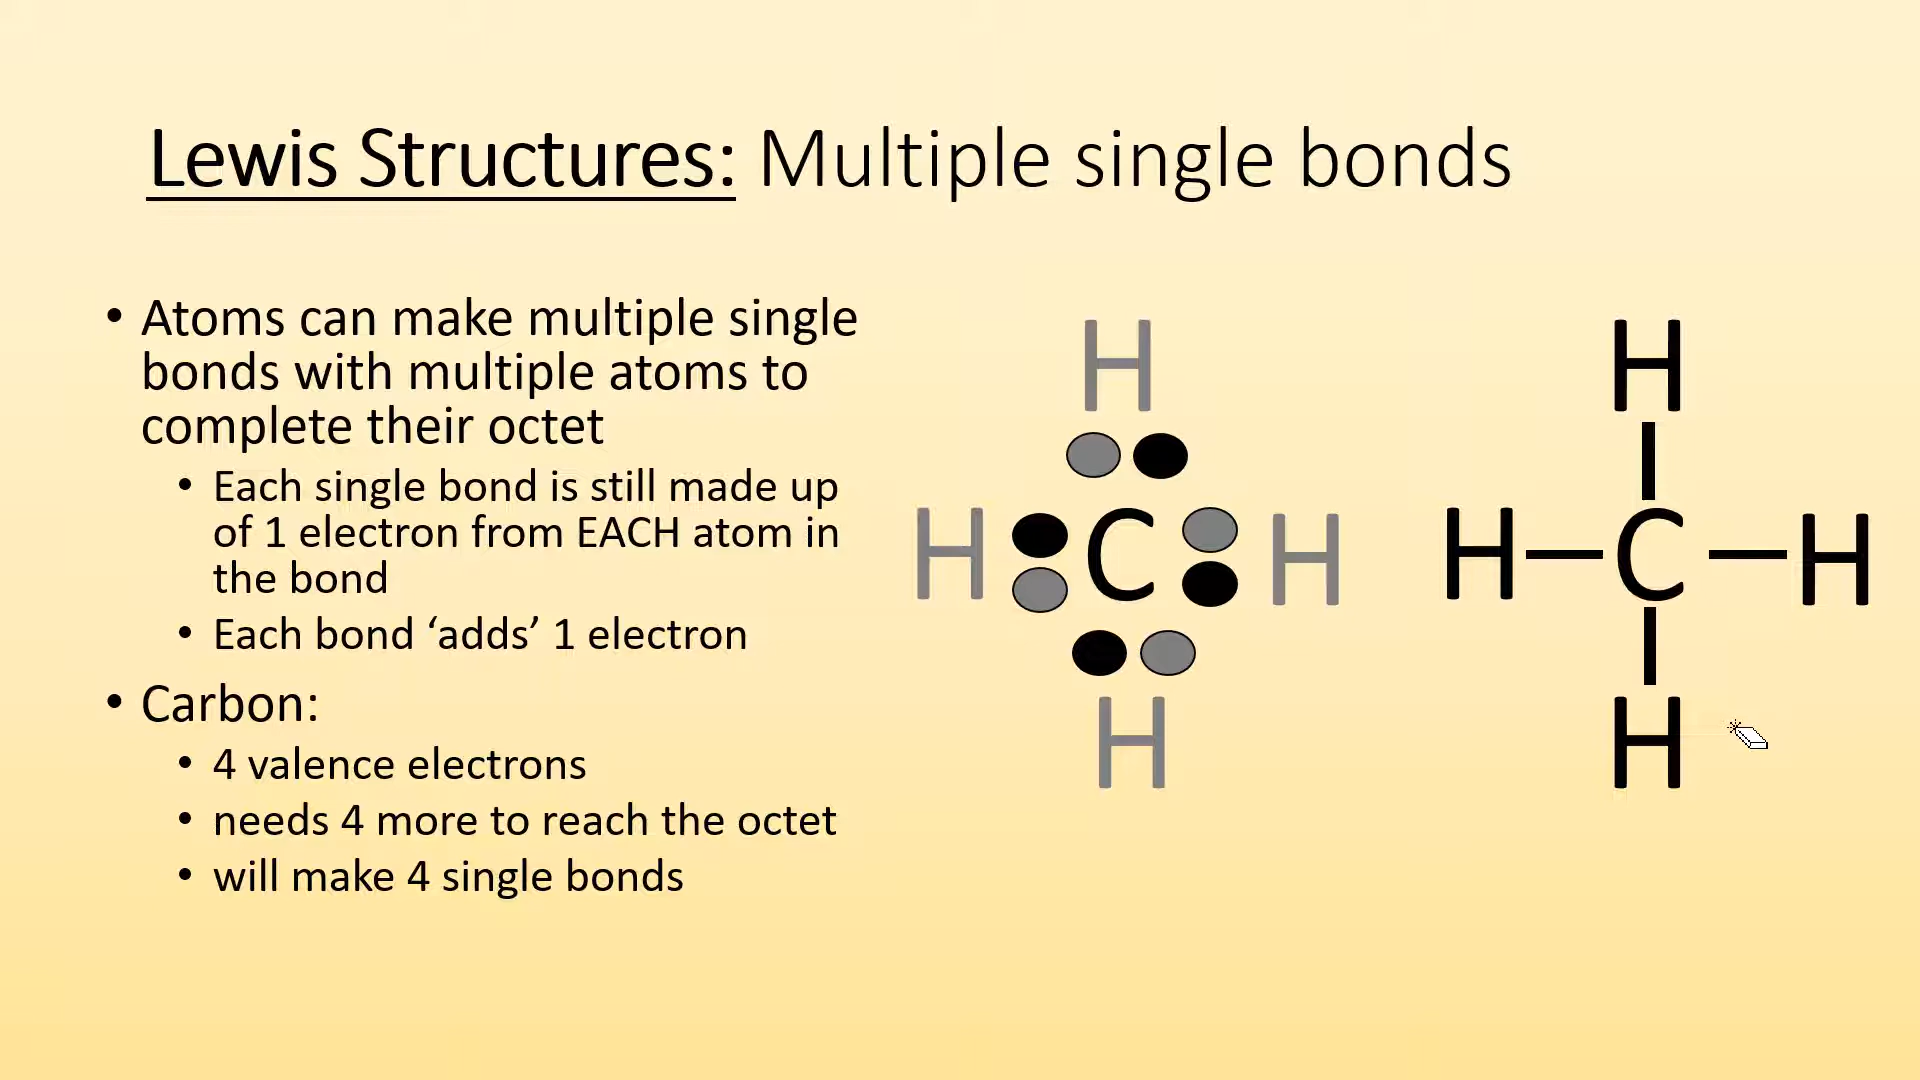 Lewis Structures: Multiple single bonds
• Atoms can make multiple single
bonds with multiple atoms to
complete their octet
• Each single bond is still made up
of 1 electron from EACH atom in
the bond
• Each bond ‘adds’ 1 electron
• Carbon:
• 4 valence electrons
• needs 4 more to reach the octet
• will make 4 single bonds
H
H C H
H
H
H C H
H